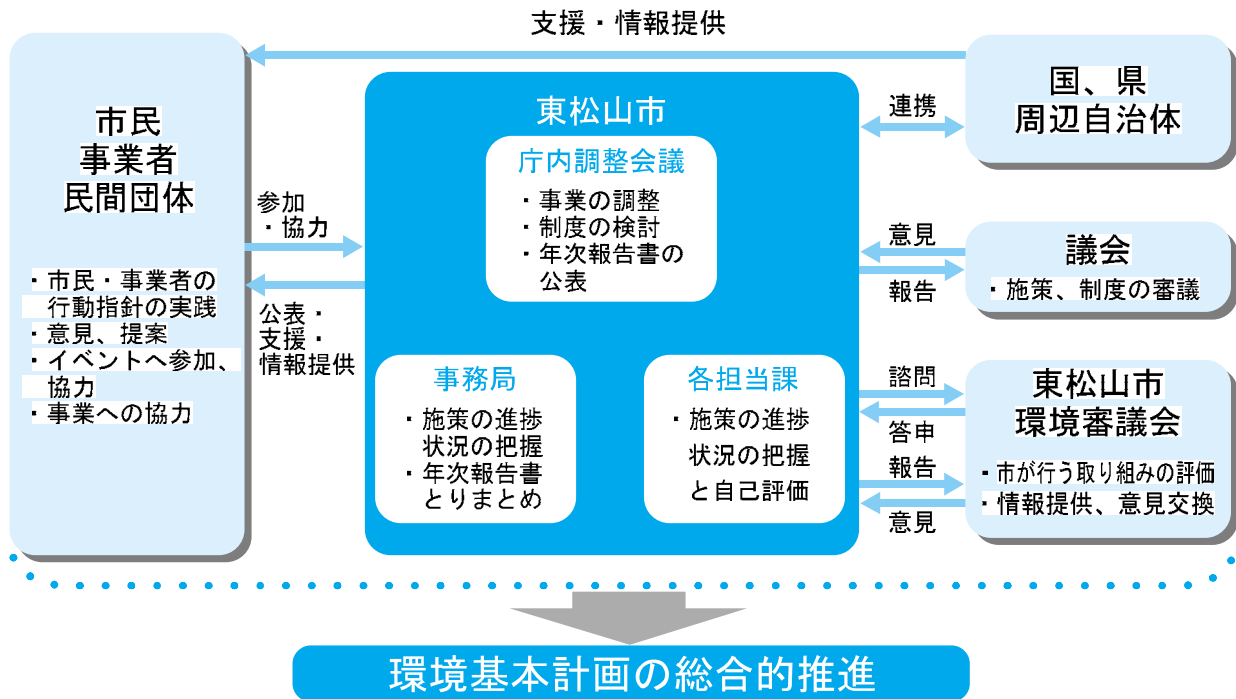 支援・情報提供
市民
事業者
民間団体
・市民・事業者の
行動指針の実践
・意見、提案
・イベントへ参加、
協力
・事業への協力
参加
・協力
公表・
支援・
情報提供
東松山市
庁内調整会議
・事業の調整
・制度の検討
・年次報告書の
公表
事務局
・施策の進捗
状況の把握
・年次報告書
とりまとめ
各担当課
・施策の進捗
状況の把握
と自己評価
連携
国、県
周辺自治体
意見
報告
議会
・施策、制度の審議
諮問
答申
報告
意見
東松山市
環境審議会
・市が行う取り組みの評価
・情報提供、意見交換
環境基本計画の総合的推進